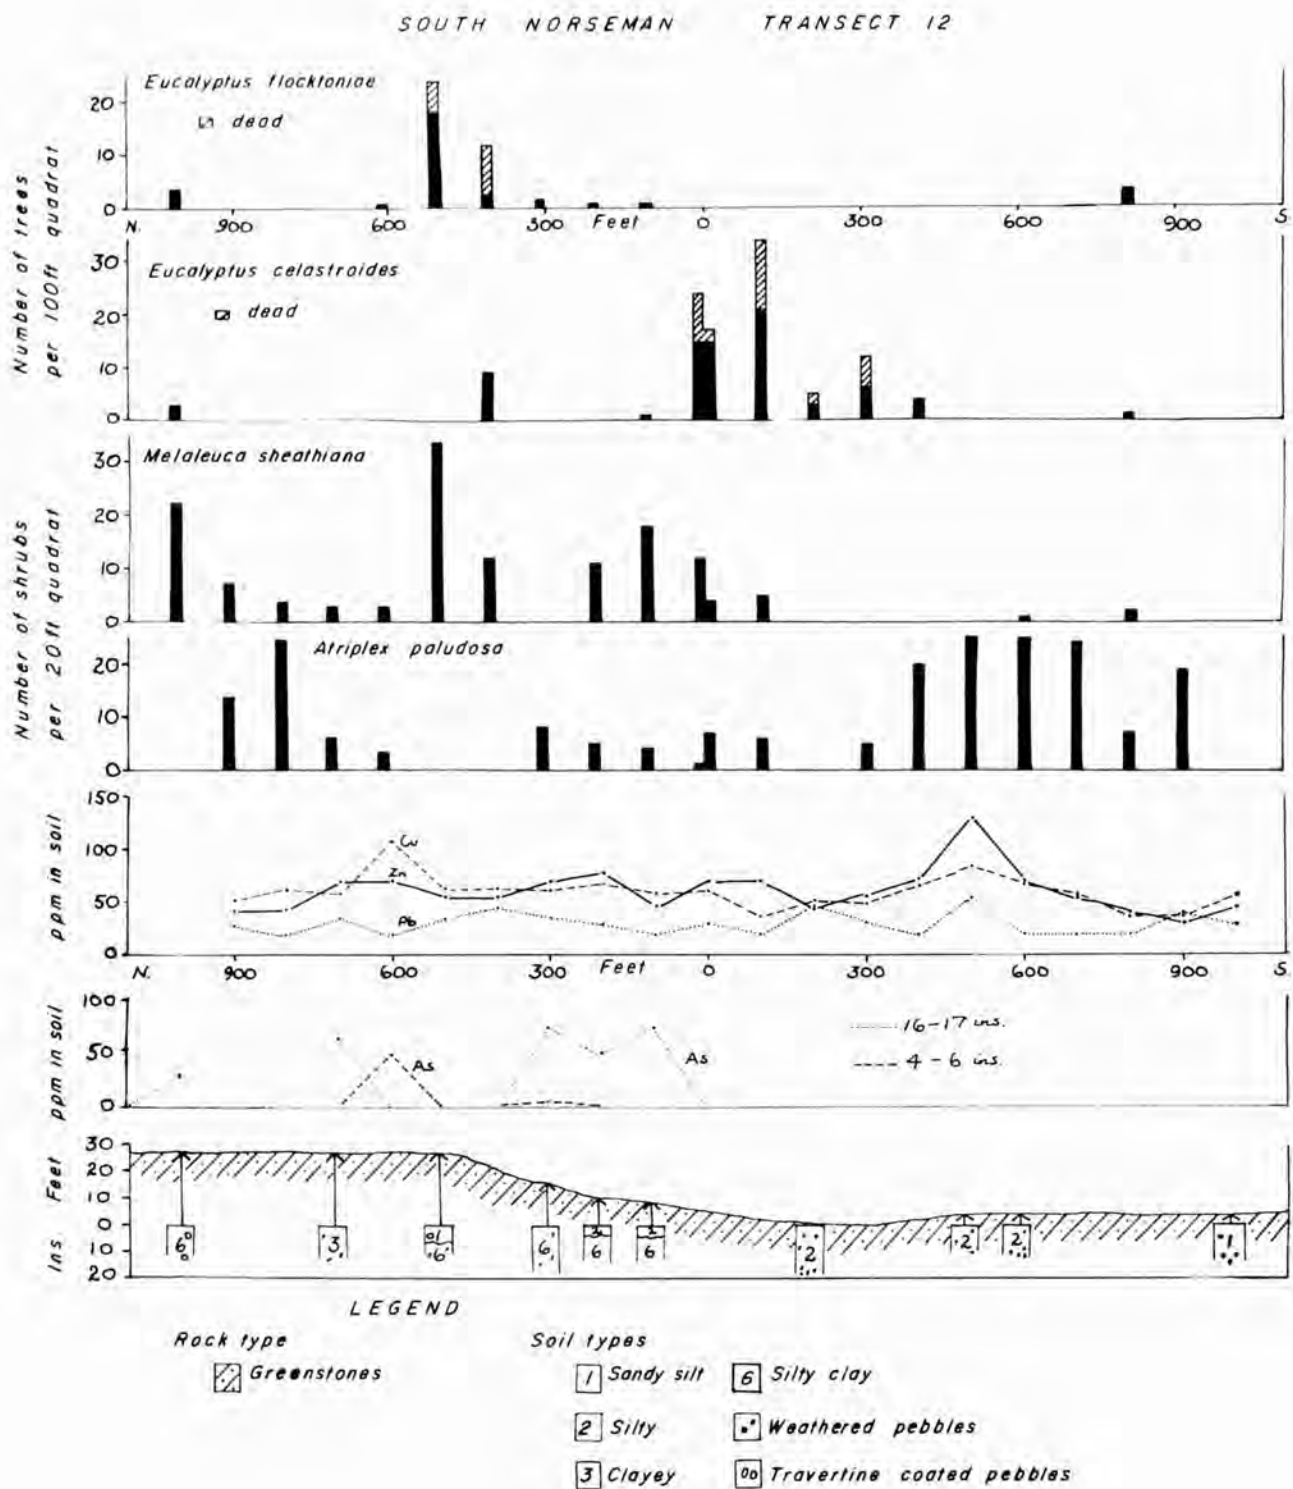 SOUTH NORSEMAN TRANSECT 12
Number of trees
per 100ft quadrat
Eucalyptus flocktoniae
dead
20
10
0
N. 900 600 300 Feet 0 300 600 900 S.
Eucalyptus celastroides
dead
30
20
10
0
Number of shrubs
per 20ft quadrat
Melaleuca sheathiana
30
20
10
0
Atriplex paludosa
20
10
0
ppm in soil
150
100
50
0
Cu
Zn
Pb
N. 900 600 300 Feet 0 300 600 900 S.
ppm in soil
100
50
0
As
As
16-17 ins.
4-6 ins.
Feet
30
20
10
0
Ins.
10
20
6 3 1 6 6 3 6 3 6 2 2 2 1
LEGEND
Rock type
Greenstones
Soil types
1 Sandy silt
2 Silty
3 Clayey
6 Silty clay
Weathered pebbles
Travertine coated pebbles